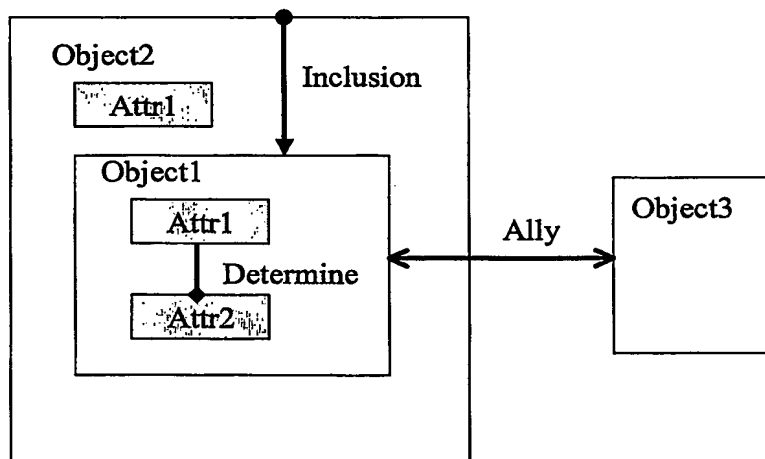 Object2
Inclusion
Attr1
Object1
Attr1
Object3
Ally
Determine
Attr2